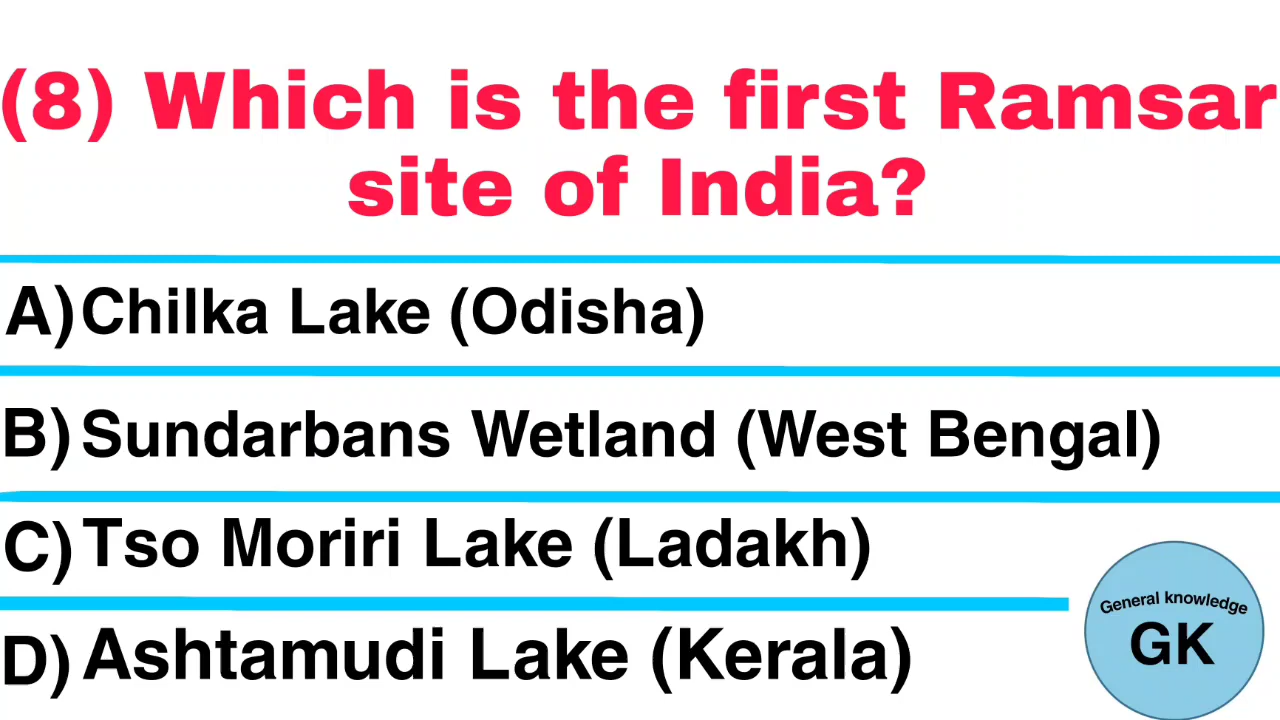 (8) Which is the first Ramsar
site of India?
A) Chilka Lake (Odisha)
B) Sundarbans Wetland (West Bengal)
C) Tso Moriri Lake (Ladakh)
D) Ashtamudi Lake (Kerala)
General knowledge
GK